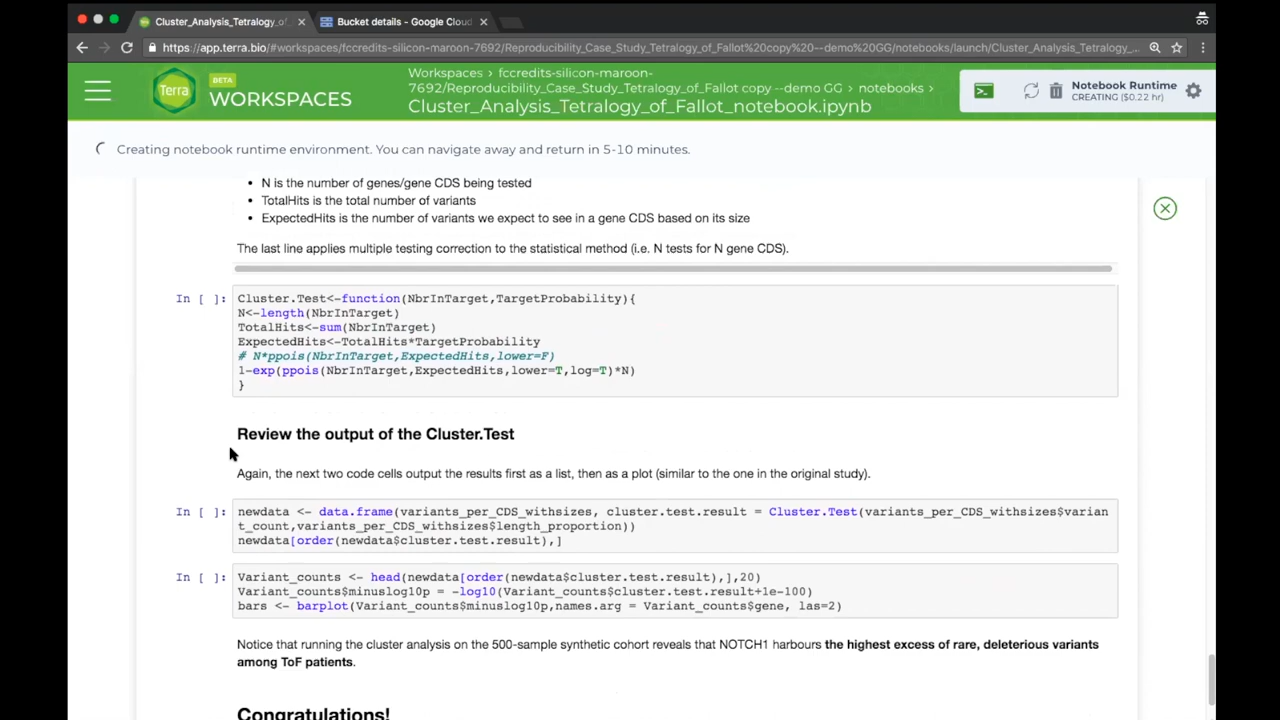 Cluster_Analysis_Tetralogy_of_
Bucket details - Google Cloud
https://app.terra.bio/#workspaces/fccredits-silicon-maroon-7692/Reproducibility_Case_Study_Tetralogy_of_Fallot%20copy%20--demo%20GG/notebooks/launch/Cluster_Analysis_Tetralogy_...
Terra
BETA
WORKSPACES
Workspaces › fccredits-silicon-maroon-
7692/Reproducibility_Case_Study_Tetralogy_of_Fallot copy --demo GG › notebooks ›
Cluster_Analysis_Tetralogy_of_Fallot_notebook.ipynb
Notebook Runtime
CREATING ($0.22 hr)
Creating notebook runtime environment. You can navigate away and return in 5-10 minutes.
• N is the number of genes/gene CDS being tested
• TotalHits is the total number of variants
• ExpectedHits is the number of variants we expect to see in a gene CDS based on its size
The last line applies multiple testing correction to the statistical method (i.e. N tests for N gene CDS).
In [ ]: Cluster.Test<-function(NbrInTarget,TargetProbability){
N<-length(NbrInTarget)
TotalHits<-sum(NbrInTarget)
ExpectedHits<-TotalHits*TargetProbability
# N*ppois(NbrInTarget,ExpectedHits,lower=F)
1-exp(ppois(NbrInTarget,ExpectedHits,lower=T,log=T)*N)
}
Review the output of the Cluster.Test
Again, the next two code cells output the results first as a list, then as a plot (similar to the one in the original study).
In [ ]: newdata <- data.frame(variants_per_CDS_withsizes, cluster.test.result = Cluster.Test(variants_per_CDS_withsizes$varian
t_count,variants_per_CDS_withsizes$length_proportion))
newdata[order(newdata$cluster.test.result),]
In [ ]: Variant_counts <- head(newdata[order(newdata$cluster.test.result),],20)
Variant_counts$minuslog10p = -log10(Variant_counts$cluster.test.result+1e-100)
bars <- barplot(Variant_counts$minuslog10p,names.arg = Variant_counts$gene, las=2)
Notice that running the cluster analysis on the 500-sample synthetic cohort reveals that NOTCH1 harbours the highest excess of rare, deleterious variants
among ToF patients.
Congratulations!